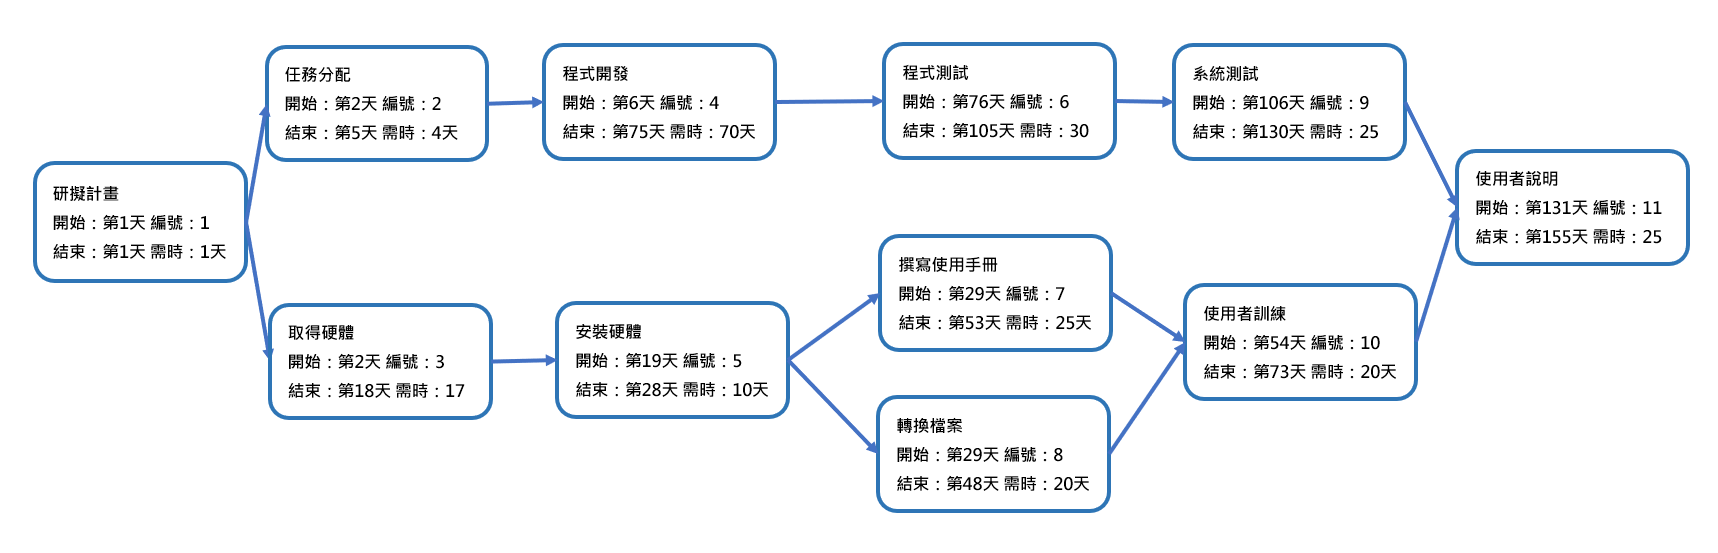 研擬計畫
開始：第1天 編號：1
結束：第1天 需時：1天
任務分配
開始：第2天 編號：2
結束：第5天 需時：4天
程式開發
開始：第6天 編號：4
結束：第75天 需時：70天
程式測試
開始：第76天 編號：6
結束：第105天 需時：30
系統測試
開始：第106天 編號：9
結束：第130天 需時：25
取得硬體
開始：第2天 編號：3
結束：第18天 需時：17
安裝硬體
開始：第19天 編號：5
結束：第28天 需時：10天
撰寫使用手冊
開始：第29天 編號：7
結束：第53天 需時：25天
轉換檔案
開始：第29天 編號：8
結束：第48天 需時：20天
使用者訓練
開始：第54天 編號：10
結束：第73天 需時：20天
使用者說明
開始：第131天 編號：11
結束：第155天 需時：25